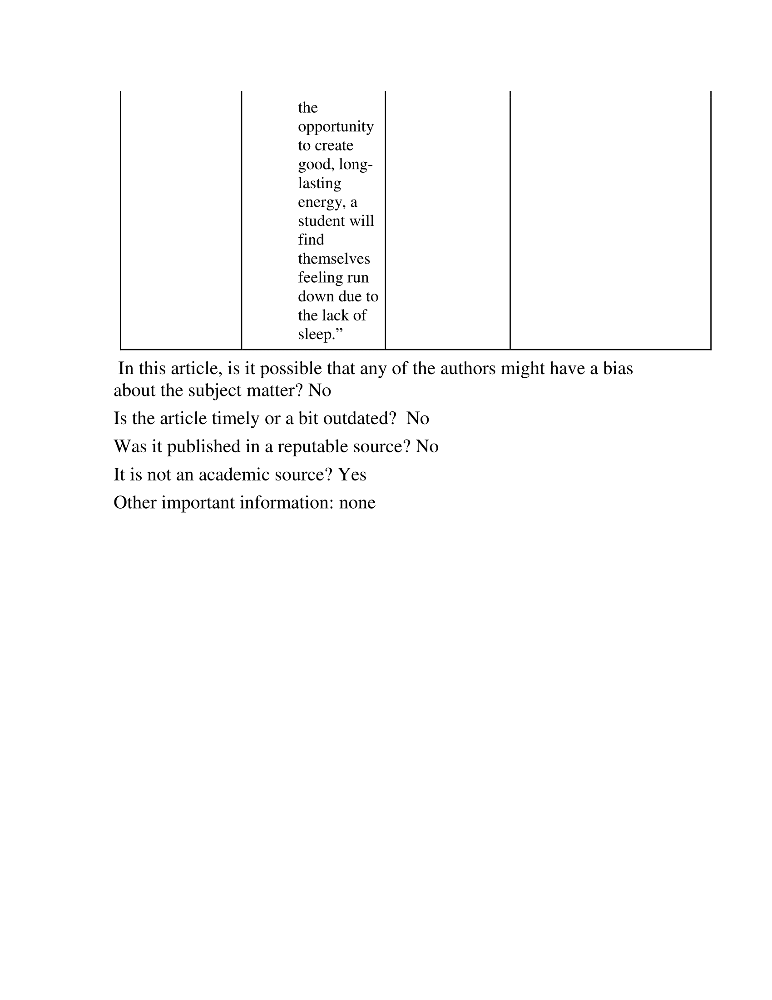 the
opportunity
to create
good, long-
lasting
energy, a
student will
find
themselves
feeling run
down due to
the lack of
sleep.”
In this article, is it possible that any of the authors might have a bias
about the subject matter? No
Is the article timely or a bit outdated?  No
Was it published in a reputable source? No
It is not an academic source? Yes
Other important information: none